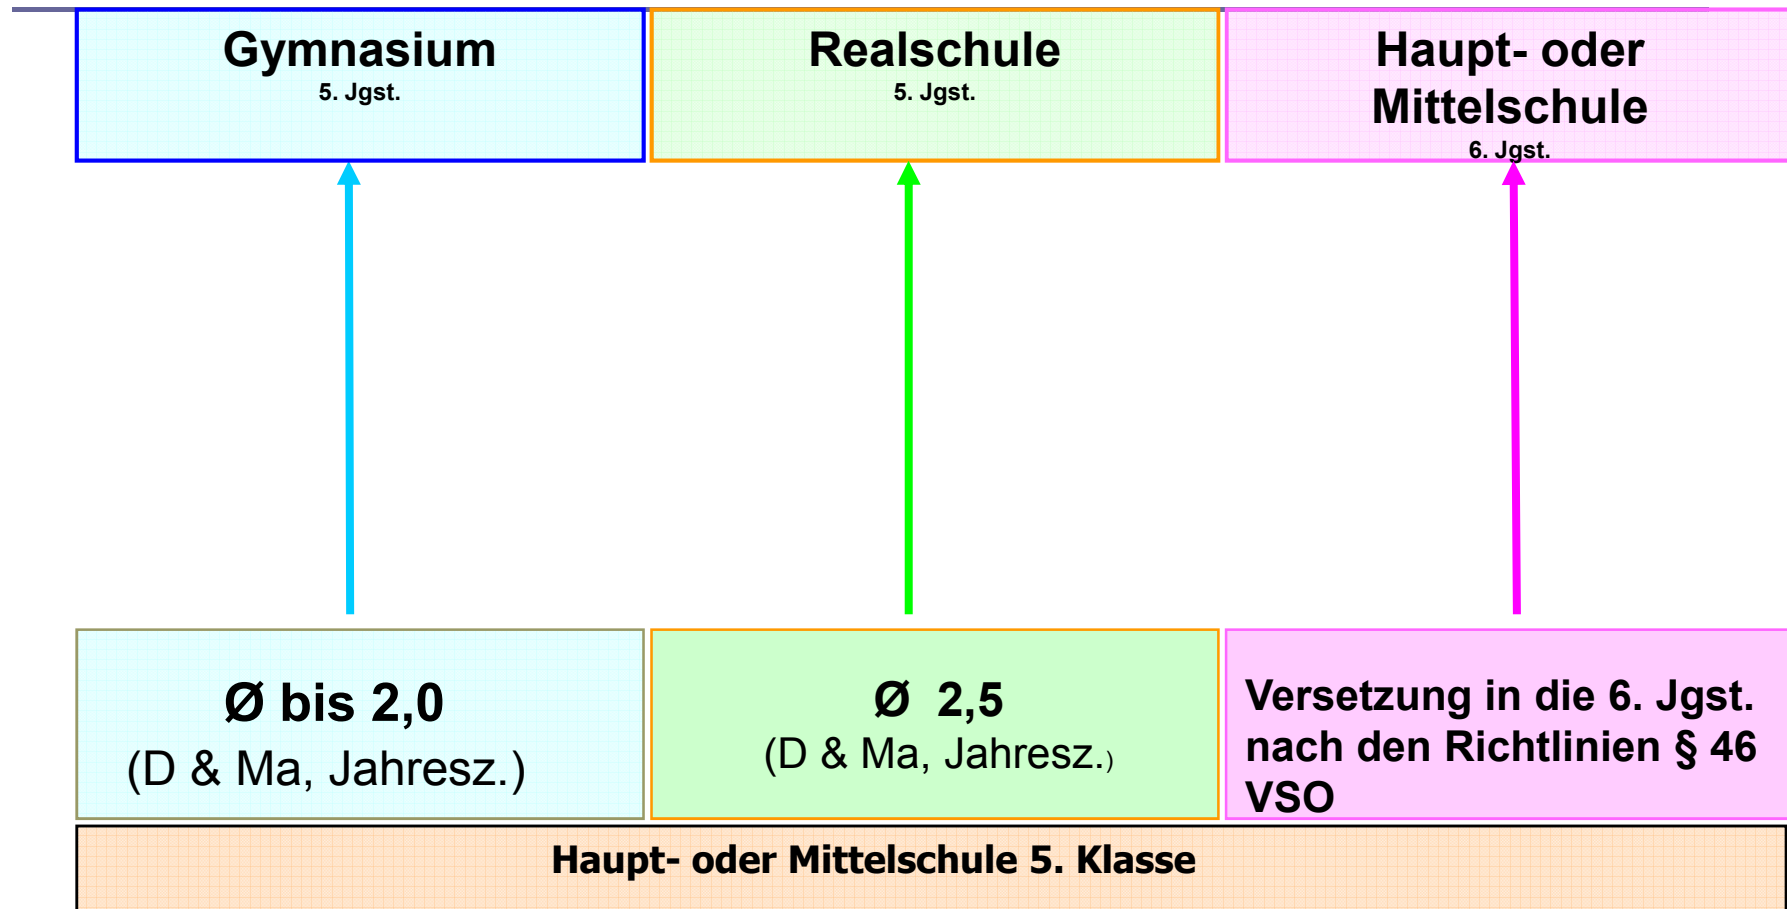 Gymnasium
5. Jgst.
Realschule
5. Jgst.
Haupt- oder
Mittelschule
6. Jgst.
Ø bis 2,0
(D & Ma, Jahresz.)
Ø 2,5
(D & Ma, Jahresz.)
Versetzung in die 6. Jgst.
nach den Richtlinien § 46
VSO
Haupt- oder Mittelschule 5. Klasse